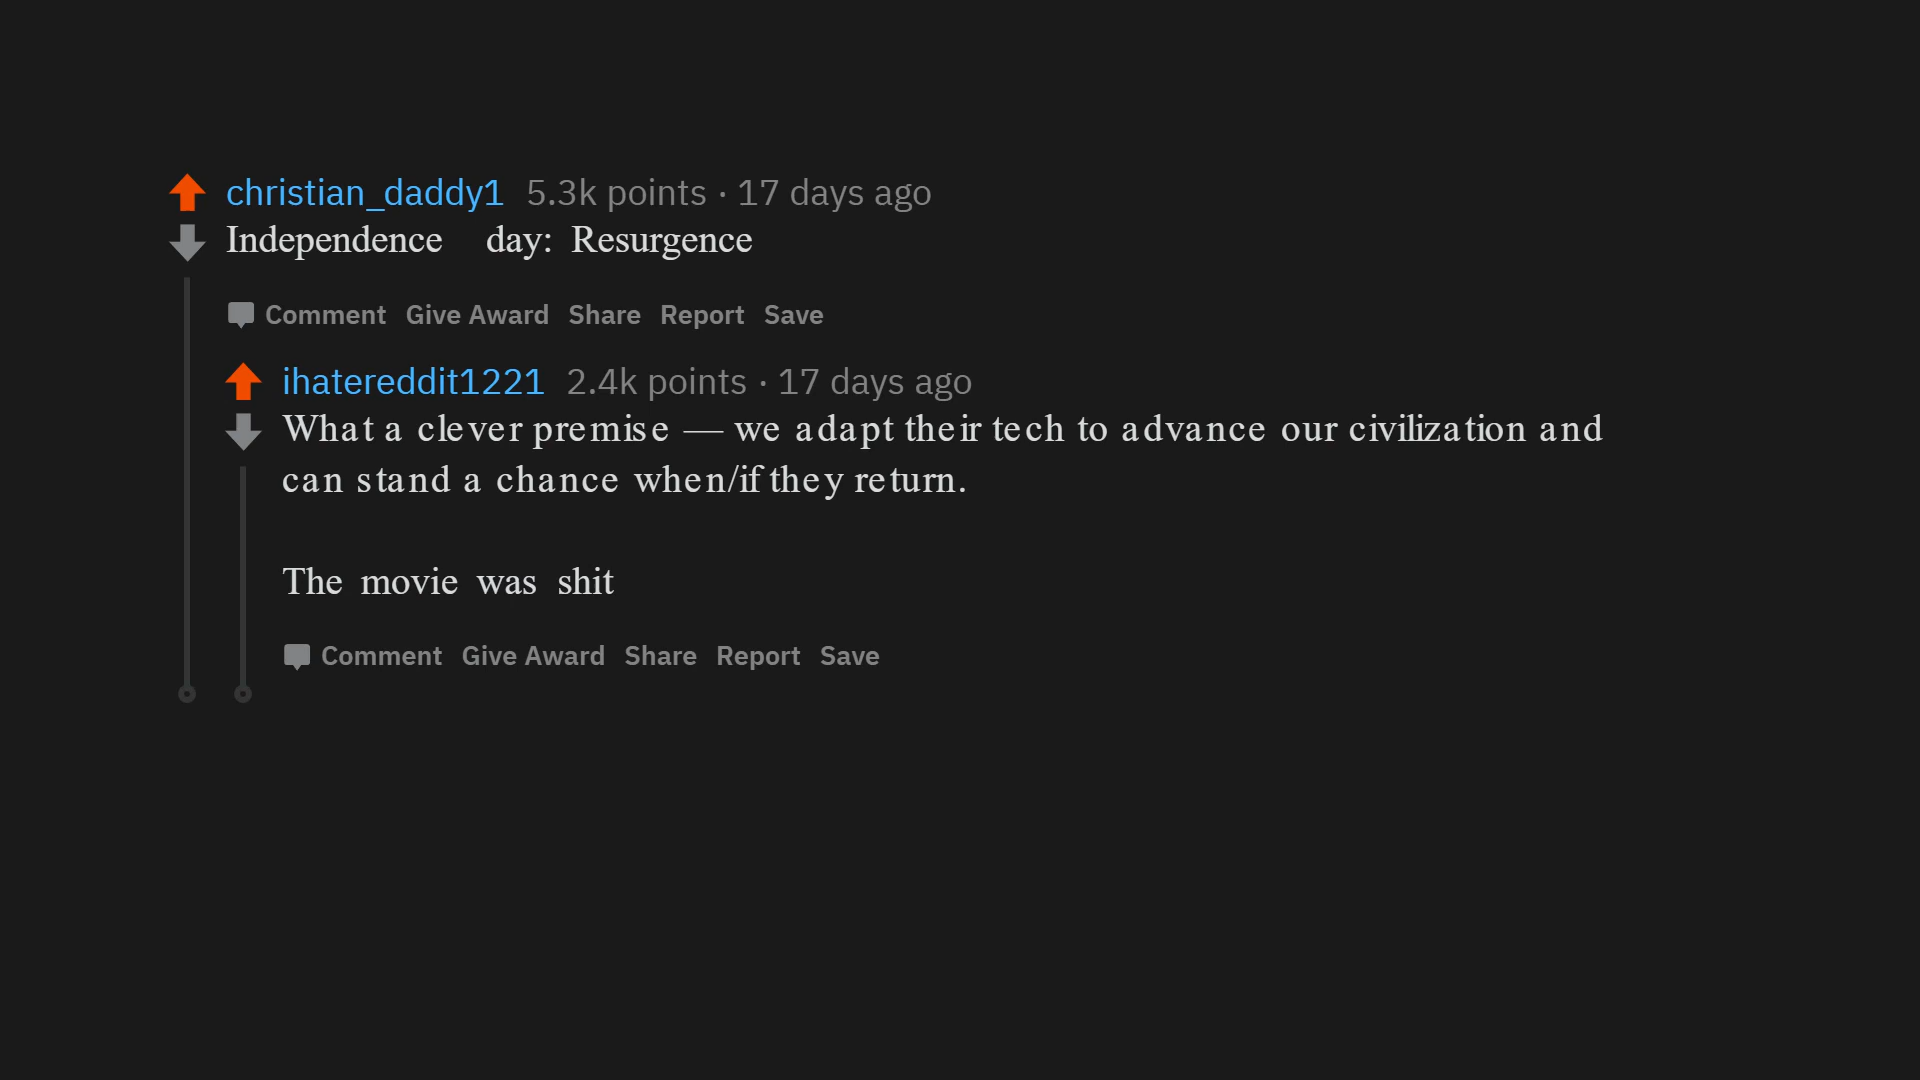 christian_daddy1 5.3k points · 17 days ago
Independence day: Resurgence
Comment Give Award Share Report Save
ihatereddit1221 2.4k points · 17 days ago
What a clever premise — we adapt their tech to advance our civilization and
can stand a chance when/if they return.
The movie was shit
Comment Give Award Share Report Save